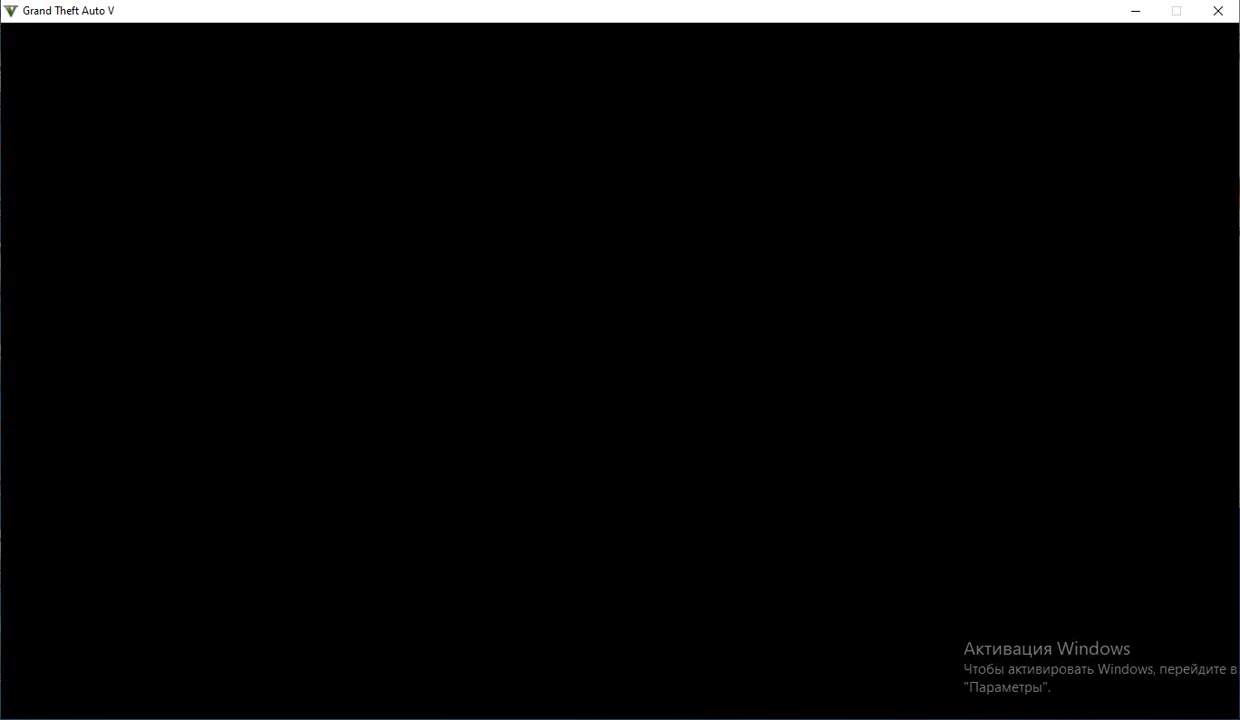 Grand Theft Auto V
Активация Windows
Чтобы активировать Windows, перейдите в
"Параметры".